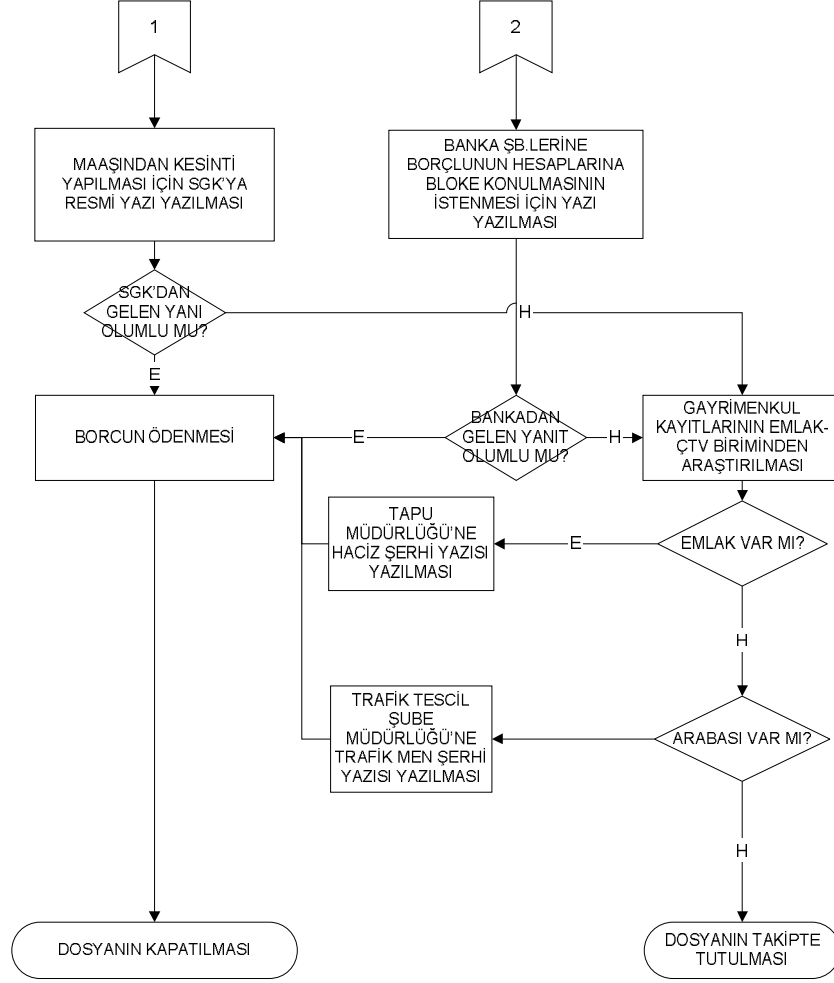 1
2
MAAŞINDAN KESİNTİ
YAPILMASI İÇİN SGK'YA
RESMİ YAZI YAZILMASI
BANKA ŞB.LERİNE
BORÇLUNUN HESAPLARINA
BLOKE KONULMASININ
İSTENMESİ İÇİN YAZI
YAZILMASI
SGK'DAN
GELEN YANI
OLUMLU MU?
H
E
BORCUN ÖDENMESİ
E
BANKADAN
GELEN YANIT
OLUMLU MU?
H
GAYRİMENKUL
KAYITLARININ EMLAK-
ÇTV BİRİMİNDEN
ARAŞTIRILMASI
TAPU
MÜDÜRLÜĞÜ'NE
HACİZ ŞERHİ YAZISI
YAZILMASI
E
EMLAK VAR MI?
H
TRAFİK TESCİL
ŞUBE
MÜDÜRLÜĞÜ'NE
TRAFİK MEN ŞERHİ
YAZISI YAZILMASI
ARABASI VAR MI?
H
DOSYANIN KAPATILMASI
DOSYANIN TAKİPTE
TUTULMASI